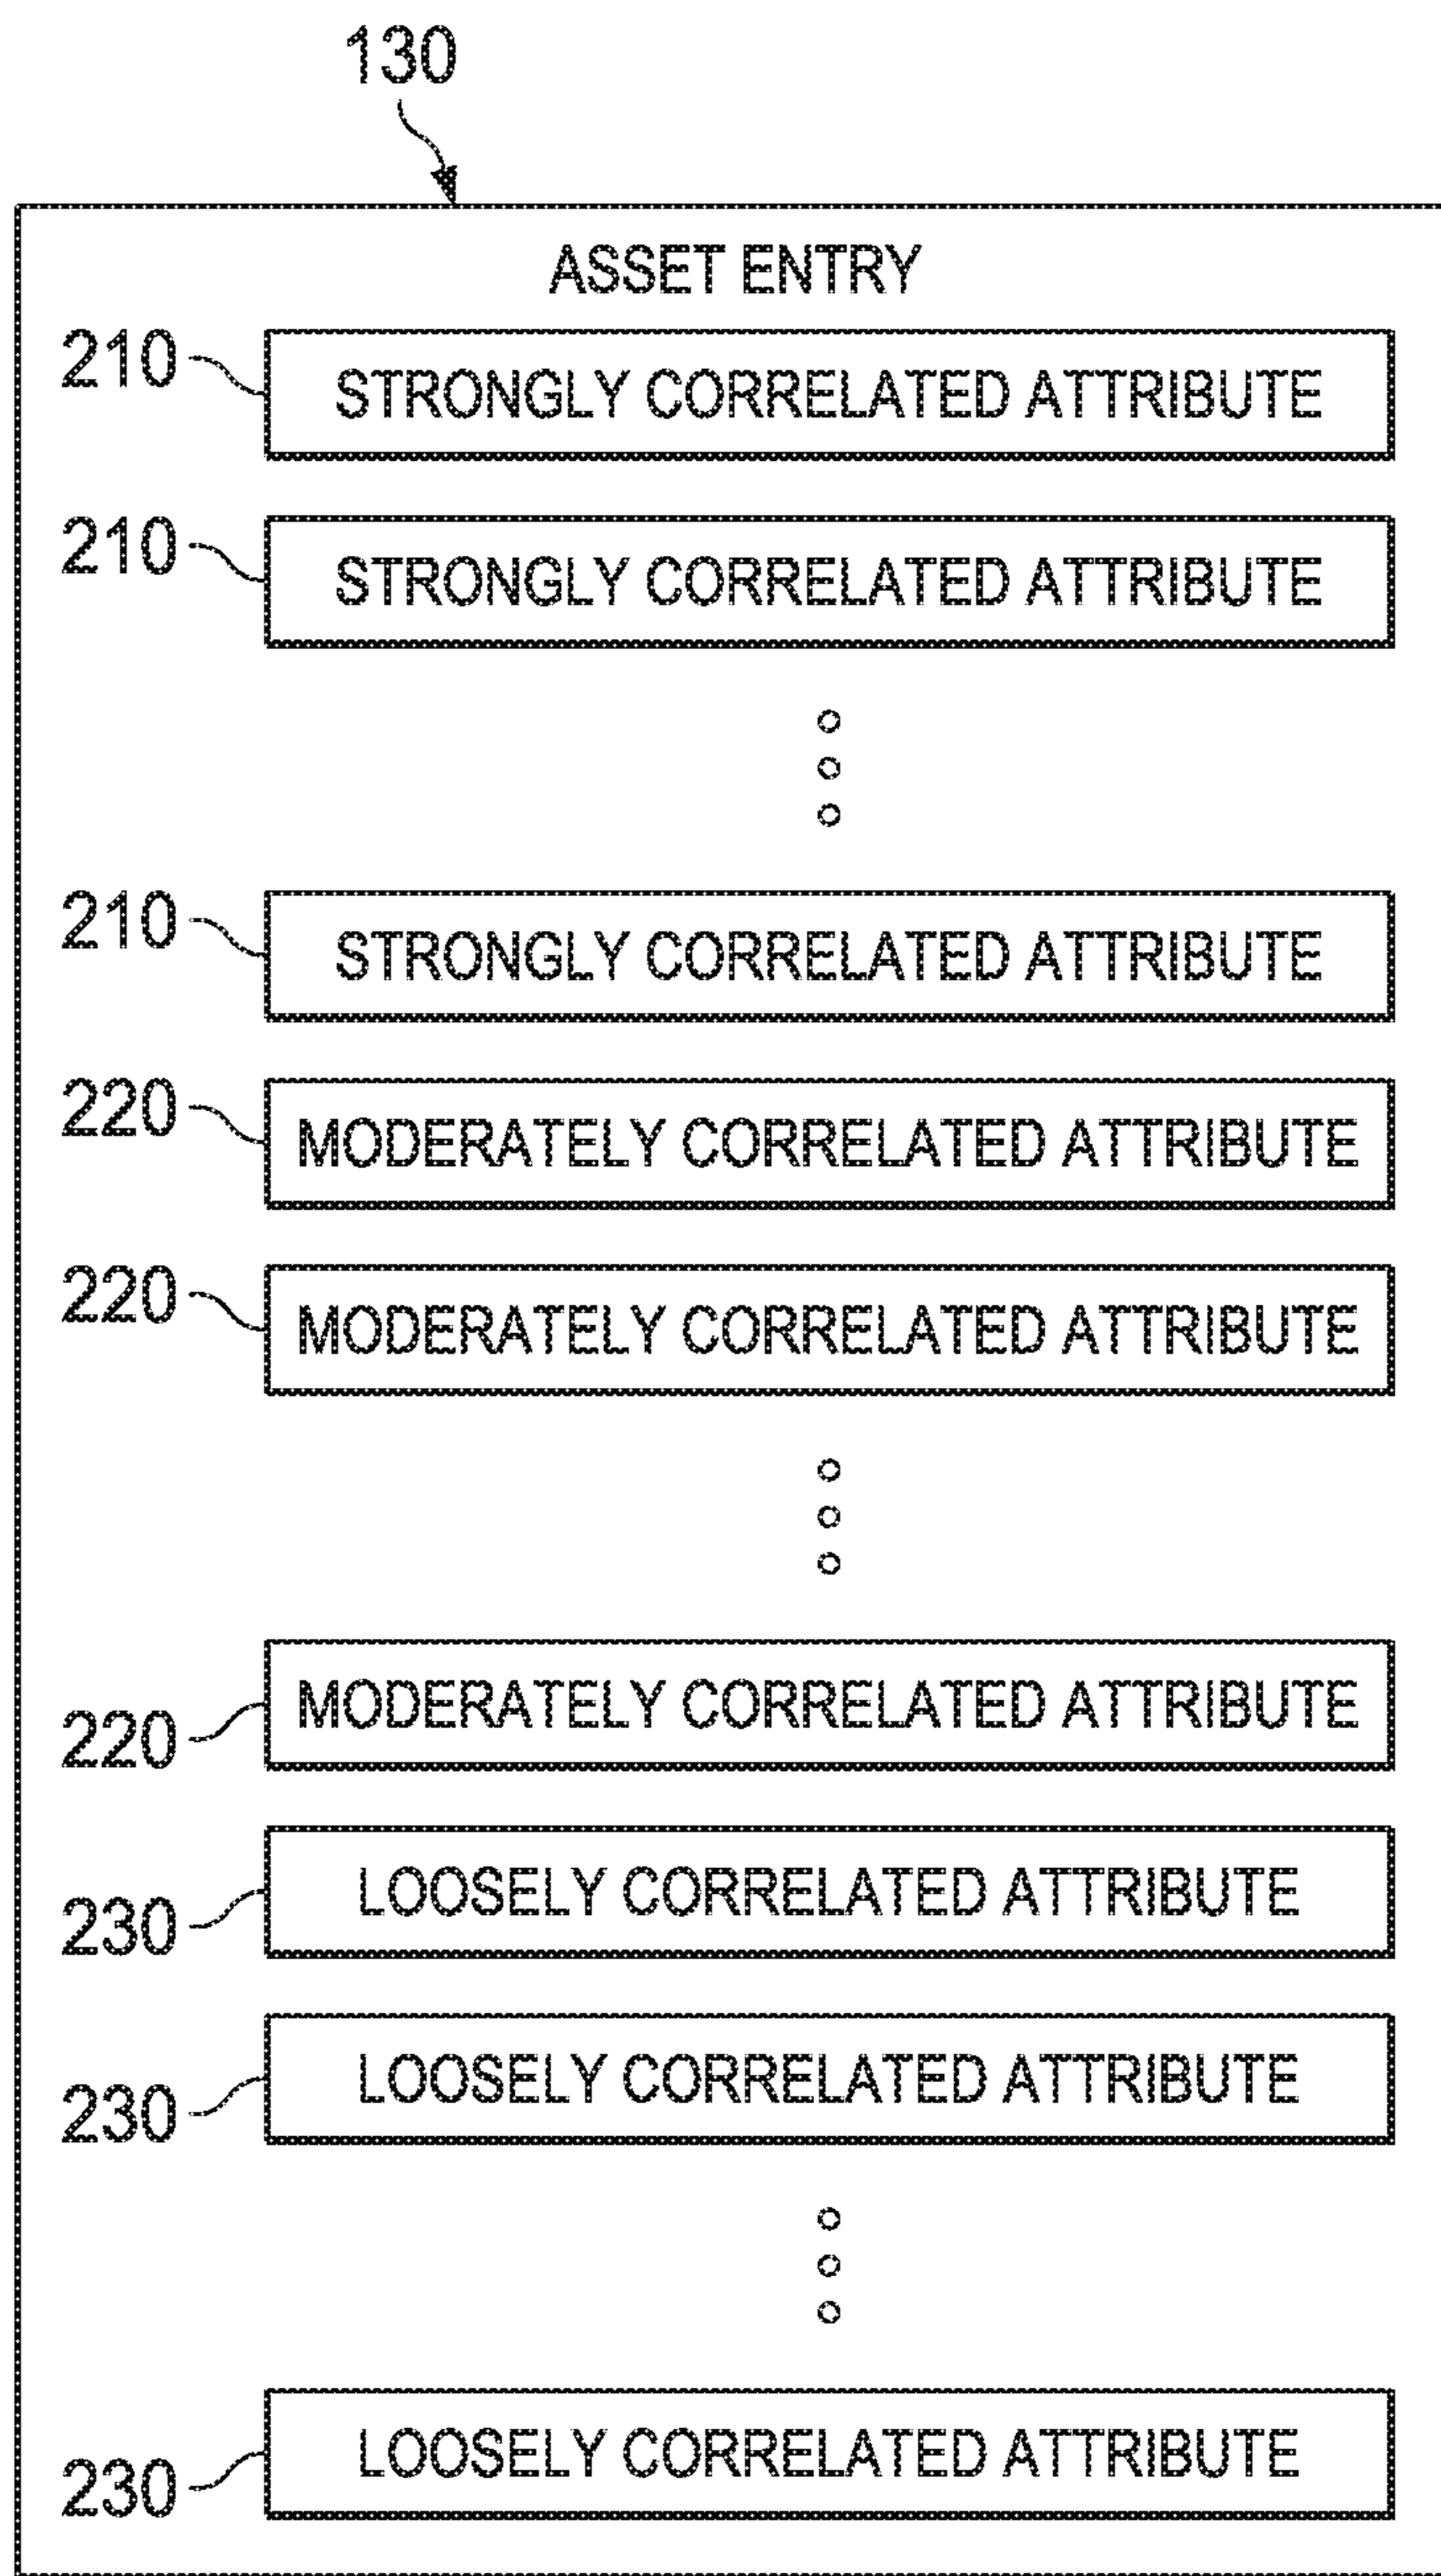 130
ASSET ENTRY
210 STRONGLY CORRELATED ATTRIBUTE
210 STRONGLY CORRELATED ATTRIBUTE
210 STRONGLY CORRELATED ATTRIBUTE
220 MODERATELY CORRELATED ATTRIBUTE
220 MODERATELY CORRELATED ATTRIBUTE
220 MODERATELY CORRELATED ATTRIBUTE
230 LOOSELY CORRELATED ATTRIBUTE
230 LOOSELY CORRELATED ATTRIBUTE
230 LOOSELY CORRELATED ATTRIBUTE